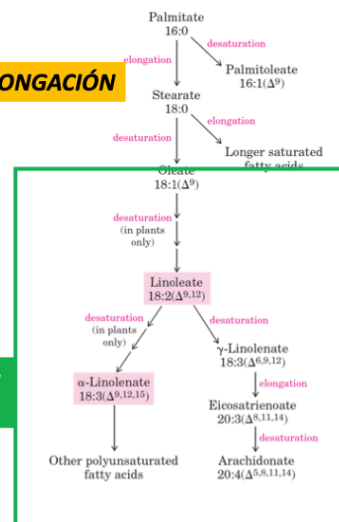 Palmitate
16:0
desaturation
elongation
Palmitoleate
16:1(Δ⁹)
ONGACIÓN
Stearate
18:0
elongation
desaturation
Longer saturated
fatty acids
Oleate
18:1(Δ⁹)
desaturation
(in plants
only)
Linoleate
18:2(Δ⁹,¹²)
desaturation
(in plants
only)
desaturation
γ-Linolenate
18:3(Δ⁶,⁹,¹²)
α-Linolenate
18:3(Δ⁹,¹²,¹⁵)
elongation
Eicosatrienoate
20:3(Δ⁸,¹¹,¹⁴)
desaturation
Other polyunsaturated
fatty acids
Arachidonate
20:4(Δ⁵,⁸,¹¹,¹⁴)